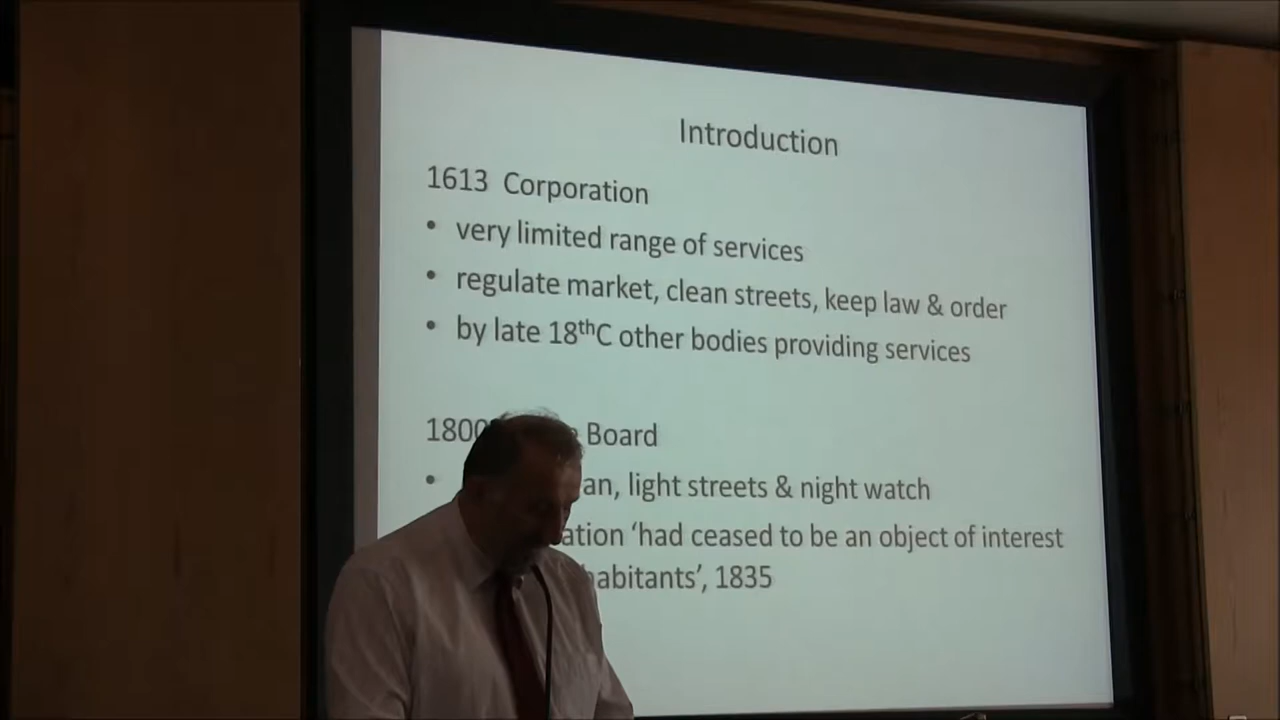 Introduction
1613 Corporation
• very limited range of services
• regulate market, clean streets, keep law & order
• by late 18thC other bodies providing services
1800 Board
• an, light streets & night watch
ation ‘had ceased to be an object of interest
habitants’, 1835